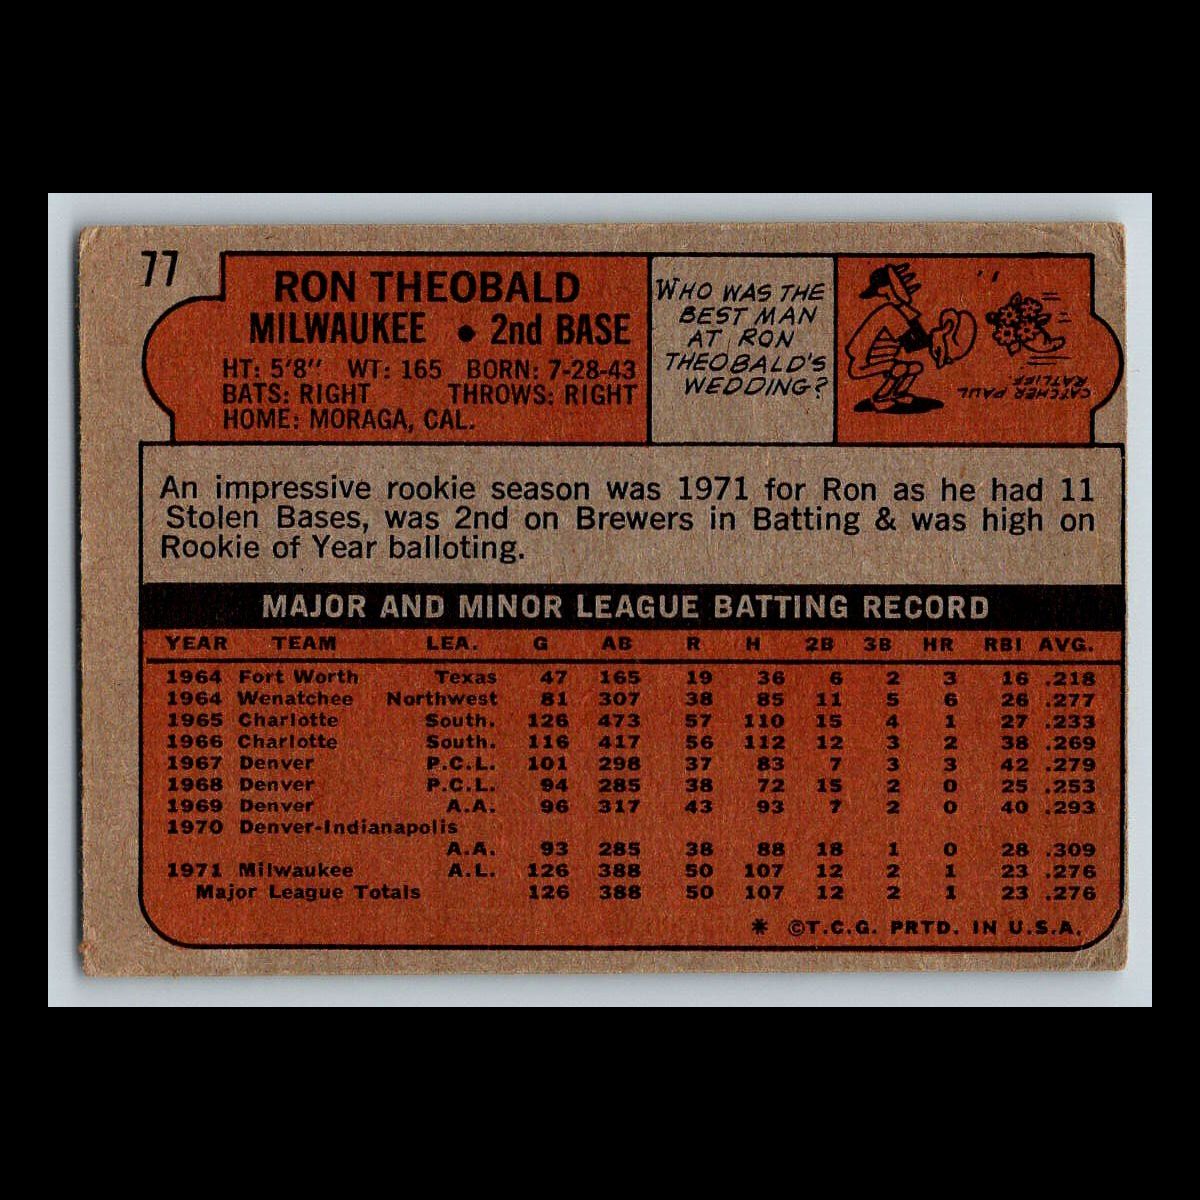 77
RON THEOBALD
MILWAUKEE • 2nd BASE
HT: 5'8" WT: 165 BORN: 7-28-43
BATS: RIGHT THROWS: RIGHT
HOME: MORAGA, CAL.
WHO WAS THE
BEST MAN
AT RON
THEOBALD'S
WEDDING?
CATCHER PAUL
RATLIFF
An impressive rookie season was 1971 for Ron as he had 11
Stolen Bases, was 2nd on Brewers in Batting & was high on
Rookie of Year balloting.
MAJOR AND MINOR LEAGUE BATTING RECORD
YEAR TEAM LEA. G AB R H 2B 3B HR RBI AVG.
1964 Fort Worth Texas 47 165 19 36 6 2 3 16 .218
1964 Wenatchee Northwest 81 307 38 85 11 5 6 26 .277
1965 Charlotte South. 126 473 57 110 15 4 1 27 .233
1966 Charlotte South. 116 417 56 112 12 3 2 38 .269
1967 Denver P.C.L. 101 298 37 83 7 3 3 42 .279
1968 Denver P.C.L. 94 285 38 72 15 2 0 25 .253
1969 Denver A.A. 96 317 43 93 7 2 0 40 .293
1970 Denver-Indianapolis
A.A. 93 285 38 88 18 1 0 28 .309
1971 Milwaukee A.L. 126 388 50 107 12 2 1 23 .276
Major League Totals 126 388 50 107 12 2 1 23 .276
* ©T.C.G. PRTD. IN U.S.A.